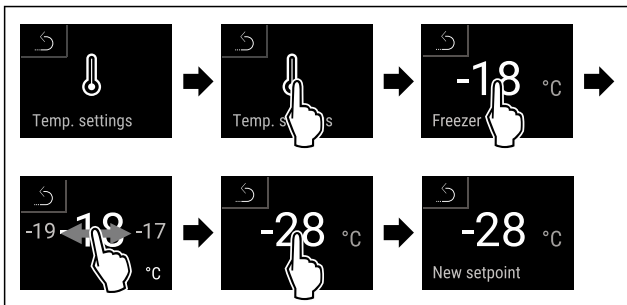 Temp. settings
Temp.
-18 °C
Freezer
-19 -18 -17
°C
-28 °C
-28 °C
New setpoint